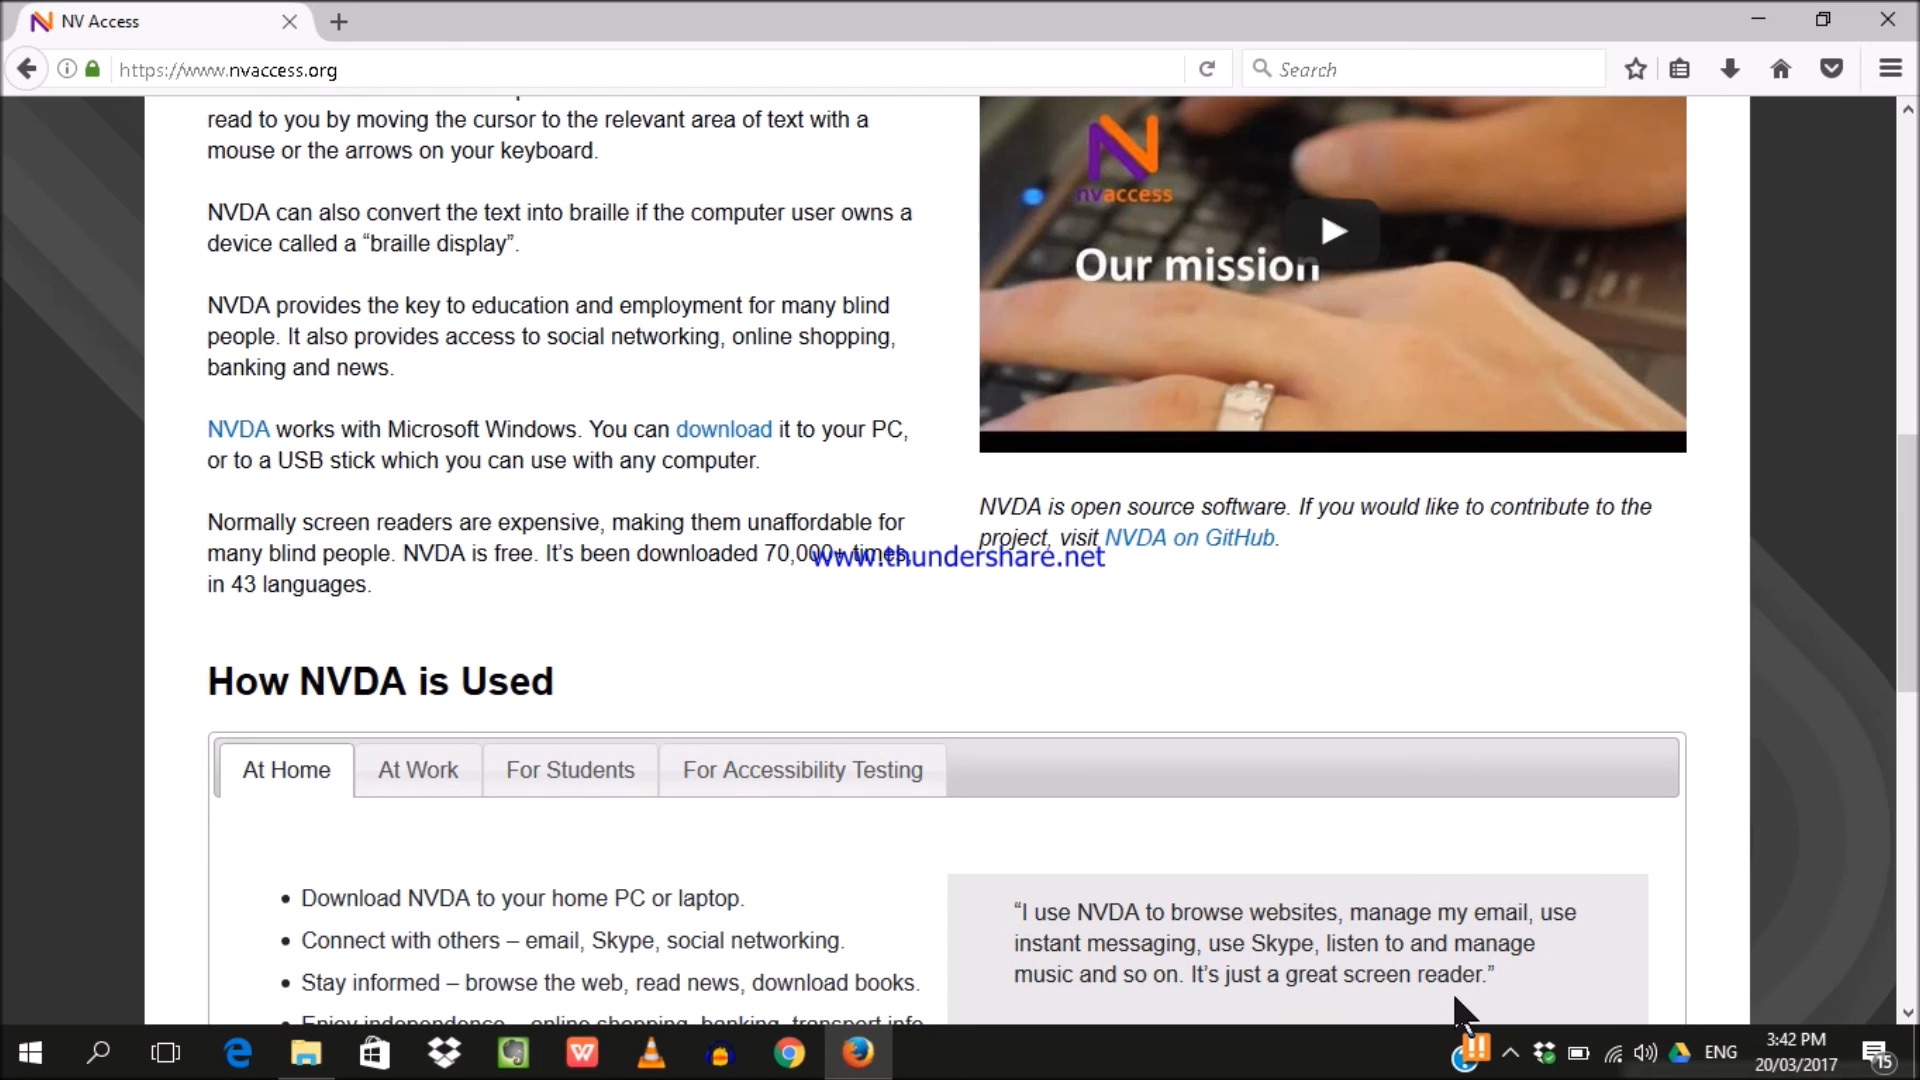 NV Access
https://www.nvaccess.org
Search
read to you by moving the cursor to the relevant area of text with a
mouse or the arrows on your keyboard.
NVDA can also convert the text into braille if the computer user owns a
device called a “braille display”.
NVDA provides the key to education and employment for many blind
people. It also provides access to social networking, online shopping,
banking and news.
NVDA works with Microsoft Windows. You can download it to your PC,
or to a USB stick which you can use with any computer.
Normally screen readers are expensive, making them unaffordable for
many blind people. NVDA is free. It’s been downloaded 70,000+ times,
in 43 languages.
nvaccess
Our mission
NVDA is open source software. If you would like to contribute to the
project, visit NVDA on GitHub.
www.thundershare.net
How NVDA is Used
At Home
At Work
For Students
For Accessibility Testing
Download NVDA to your home PC or laptop.
Connect with others – email, Skype, social networking.
Stay informed – browse the web, read news, download books.
Enjoy independence – online shopping, banking, transport info
“I use NVDA to browse websites, manage my email, use
instant messaging, use Skype, listen to and manage
music and so on. It’s just a great screen reader.”
ENG
3:42 PM
20/03/2017
15